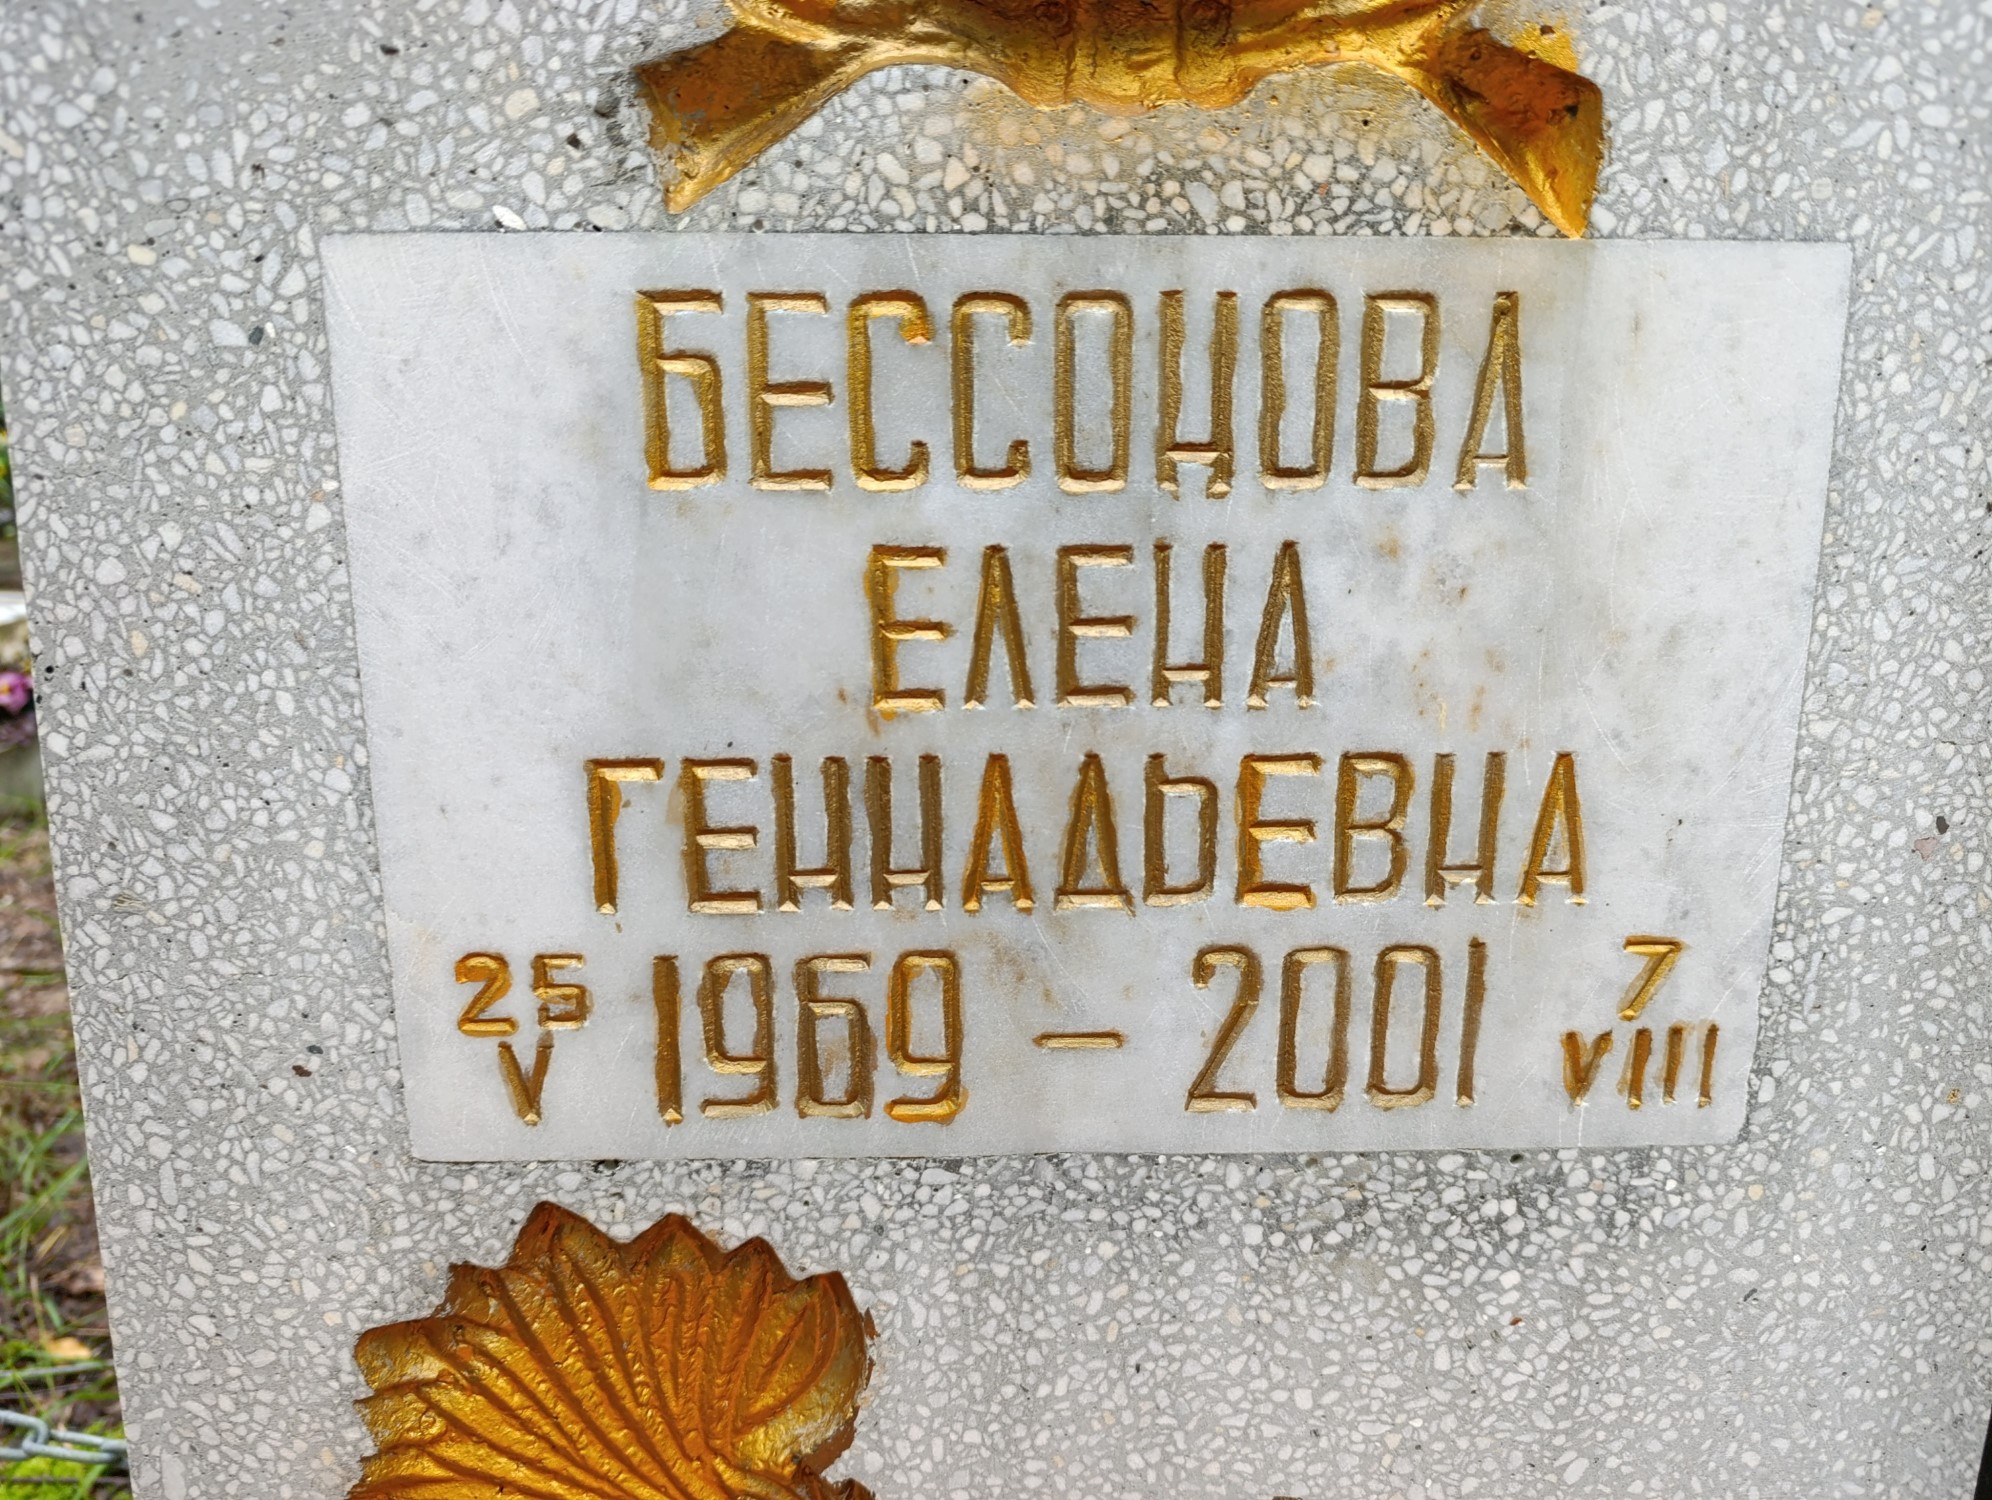 БЕССОНОВА
ЕЛЕНА
ГЕННАДЬЕВНА
25 1969 – 2001 7
V VIII